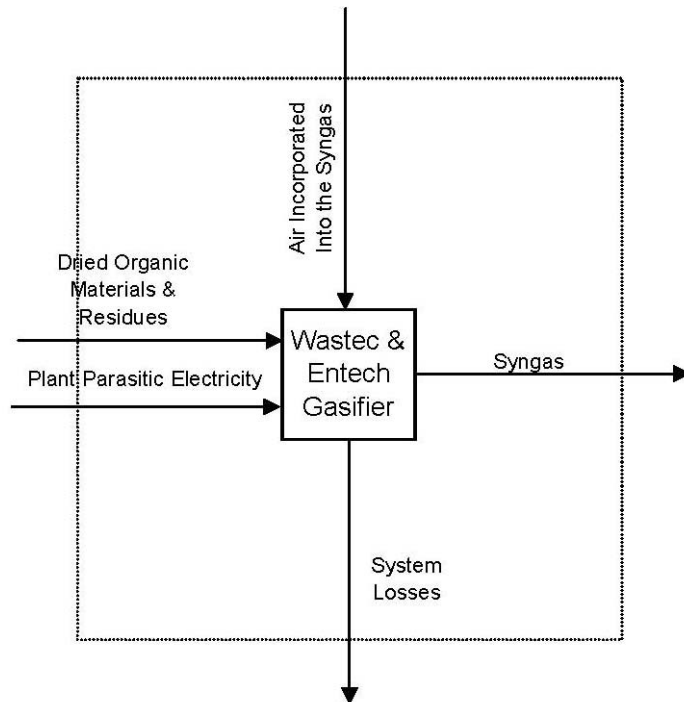 Air Incorporated
Into the Syngas
Dried Organic
Materials &
Residues
Plant Parasitic Electricity
Wastec &
Entech
Gasifier
Syngas
System
Losses